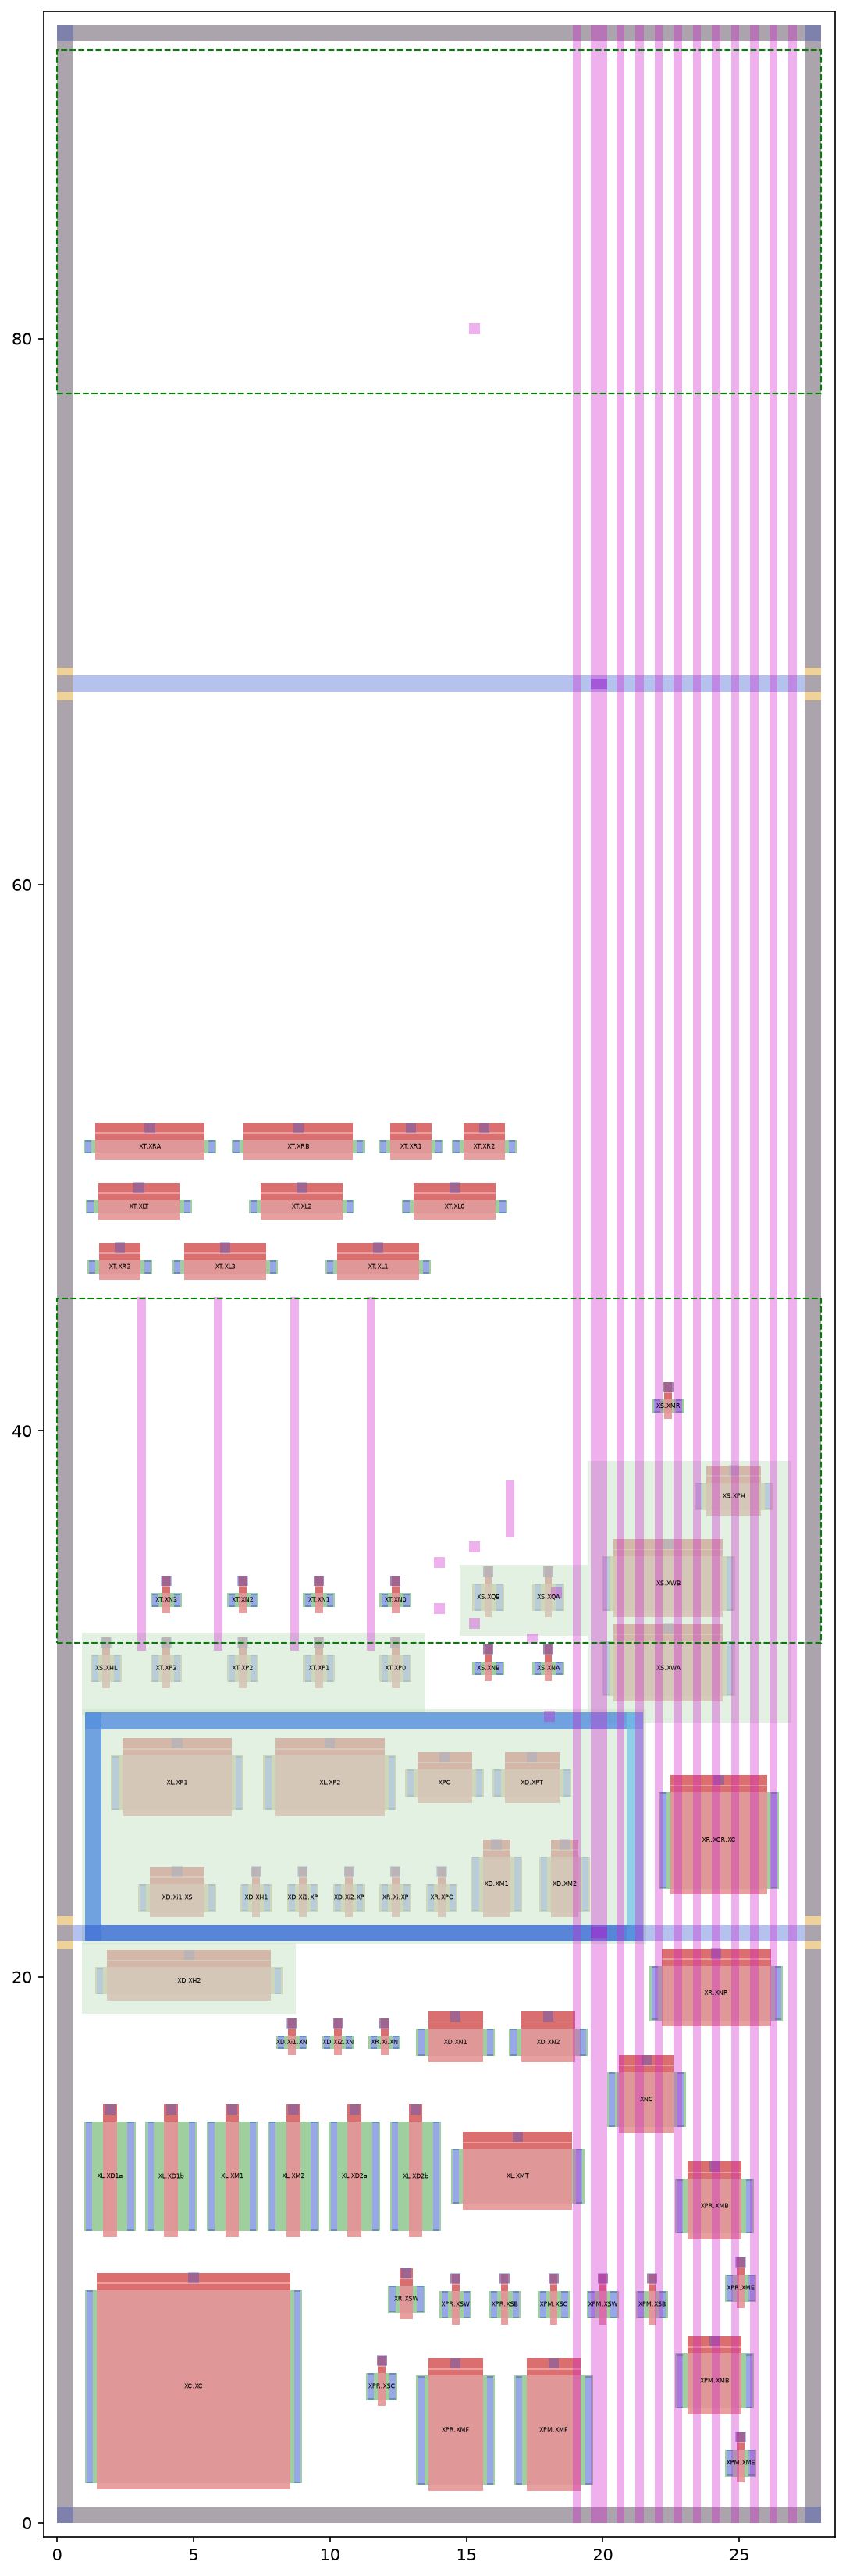 80
60
XT.XRA XT.XRB XT.XR1 XT.XR2
XT.XLT XT.XL2 XT.XL0
XT.XR3 XT.XL3 XT.XL1
40
XS.XMR
XS.XPH
XS.XWB
XT.XN3 XT.XN2 XT.XN1 XT.XN0 XS.XQB XS.XQA
XS.XHL XT.XP3 XT.XP2 XT.XP1 XT.XP0 XS.XNB XS.XNA XS.XWA
XL.XP1 XL.XP2 XPC XD.XPT
XR.XCR.XC
XD.Xi1.XS XD.XH1 XD.Xi1.XP XD.Xi2.XP XR.Xi.XP XR.XPC XD.XM1 XD.XM2
20
XD.XH2 XR.XNR
XD.Xi1.XN XD.Xi2.XN XR.Xi.XN XD.XN1 XD.XN2
XNC
XL.XD1a XL.XD1b XL.XM1 XL.XM2 XL.XD2a XL.XD2b XL.XMT
XPR.XMB
XPR.XME
XR.XSW XPR.XSW XPR.XSB XPM.XSC XPM.XSW XPM.XSB
XC.XC XPR.XSC XPM.XMB
XPR.XMF XPM.XMF
XPM.XME
0
0 5 10 15 20 25